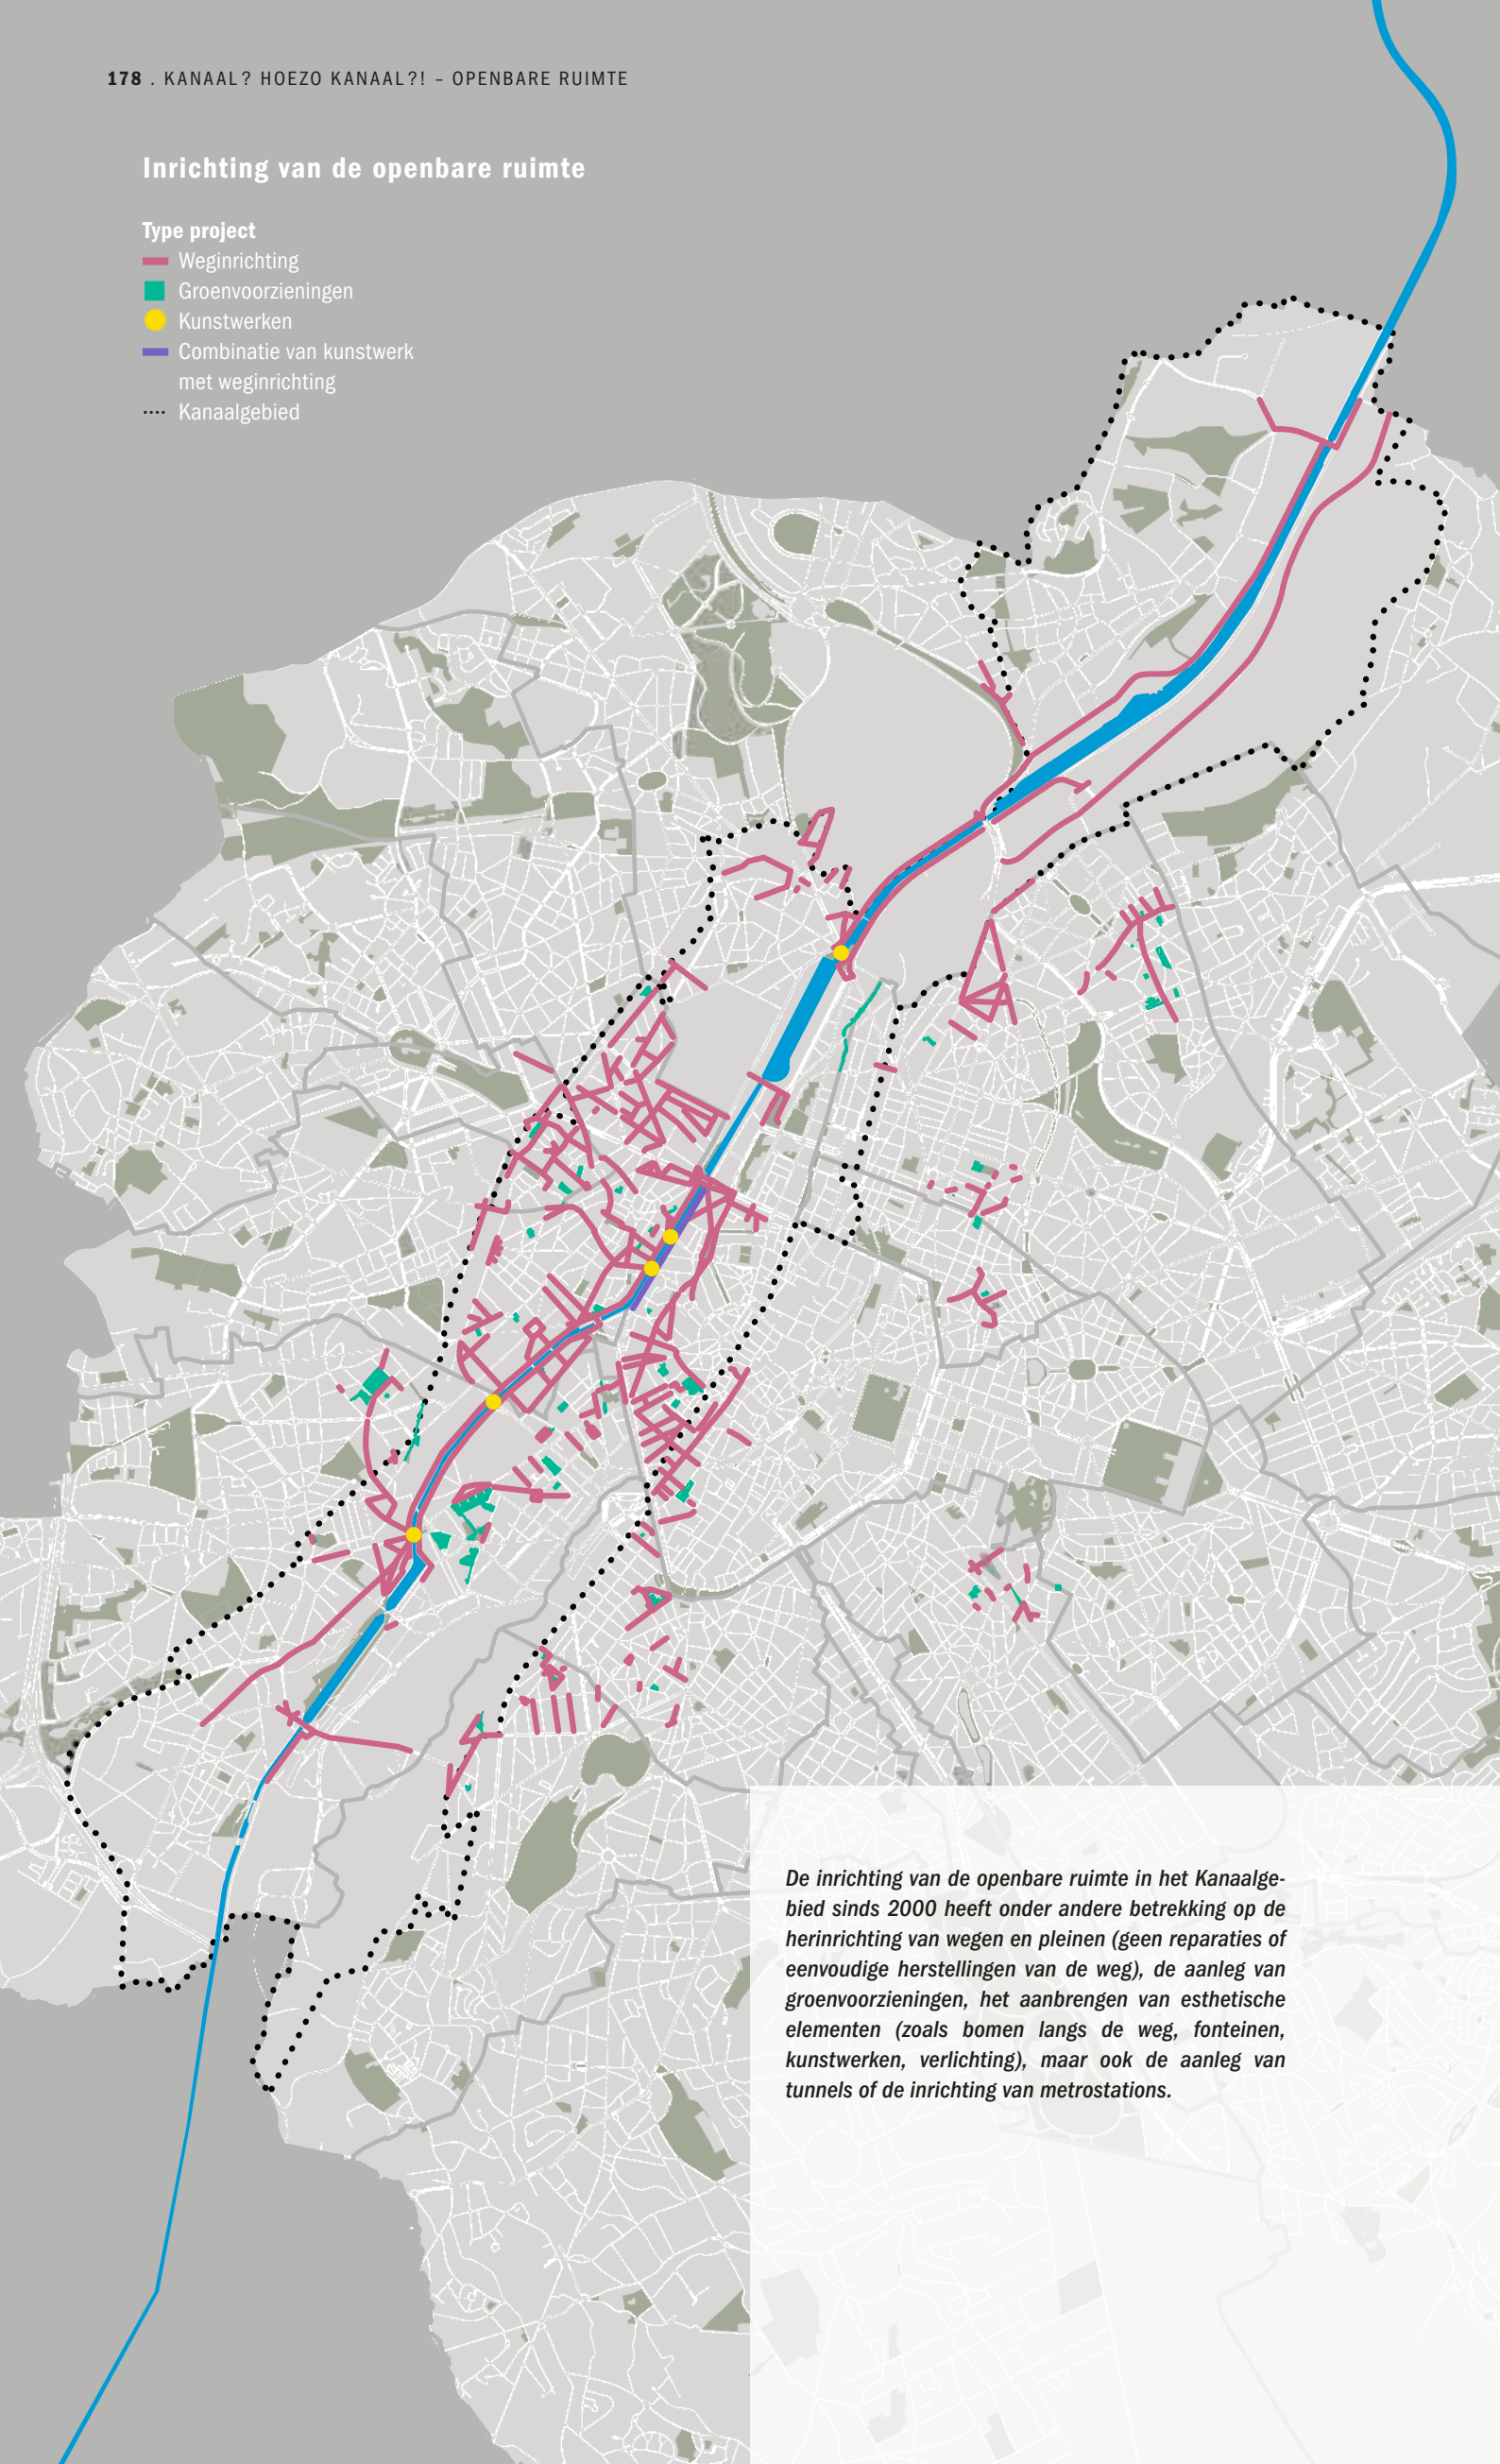 178 . KANAAL? HOEZO KANAAL?! – OPENBARE RUIMTE
Inrichting van de openbare ruimte
Type project
Weginrichting
Groenvoorzieningen
Kunstwerken
Combinatie van kunstwerk
met weginrichting
Kanaalgebied
De inrichting van de openbare ruimte in het Kanaalge-
bied sinds 2000 heeft onder andere betrekking op de
herinrichting van wegen en pleinen (geen reparaties of
eenvoudige herstellingen van de weg), de aanleg van
groenvoorzieningen, het aanbrengen van esthetische
elementen (zoals bomen langs de weg, fonteinen,
kunstwerken, verlichting), maar ook de aanleg van
tunnels of de inrichting van metrostations.